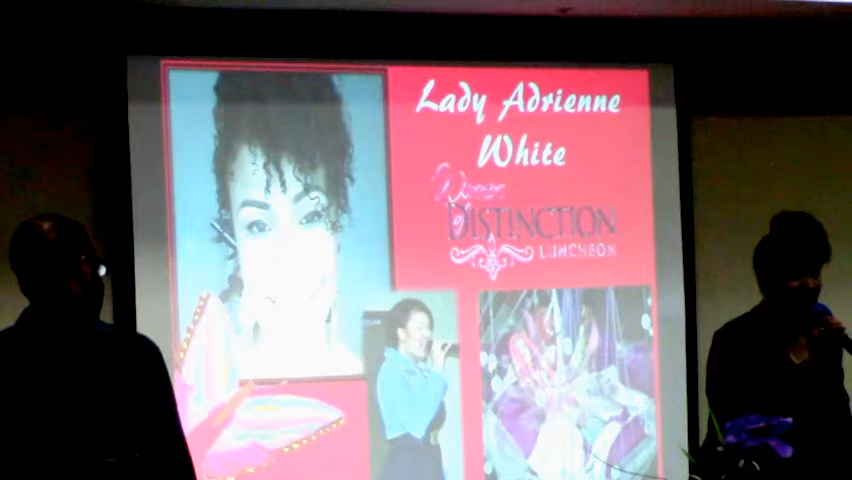 Lady Adrienne
White
Women
DISTINCTION
LUNCHEON